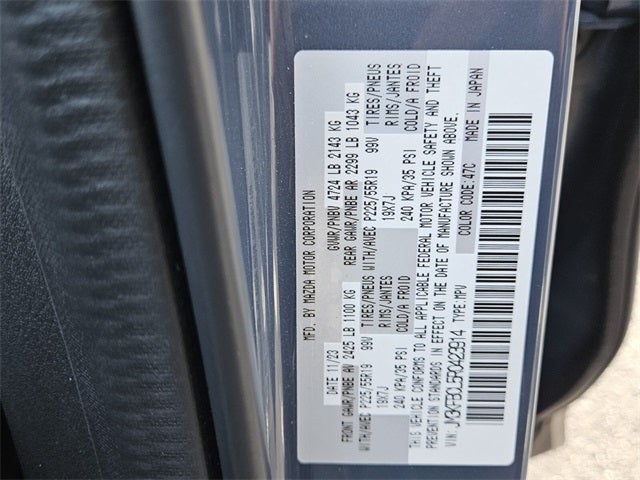 MFD. BY MAZDA MOTOR CORPORATION
DATE 11/23 GVWR/PNBV 4724 LB 2143 KG
FRONT GAWR/PNBE AV 2425 LB 1100 KG REAR GAWR/PNBE AR 2299 LB 1043 KG
WITH/AVEC P225/55R19 99V TIRES/PNEUS WITH/AVEC P225/55R19 99V TIRES/PNEUS
19X7J RIMS/JANTES 19X7J RIMS/JANTES
240 KPA/35 PSI COLD/A FROID 240 KPA/35 PSI COLD/A FROID
THIS VEHICLE CONFORMS TO ALL APPLICABLE FEDERAL MOTOR VEHICLE SAFETY AND THEFT
PREVENTION STANDARDS IN EFFECT ON THE DATE OF MANUFACTURE SHOWN ABOVE.
VIN: JM3KFBCL5R0423914 TYPE:MPV COLOR CODE:47C MADE IN JAPAN